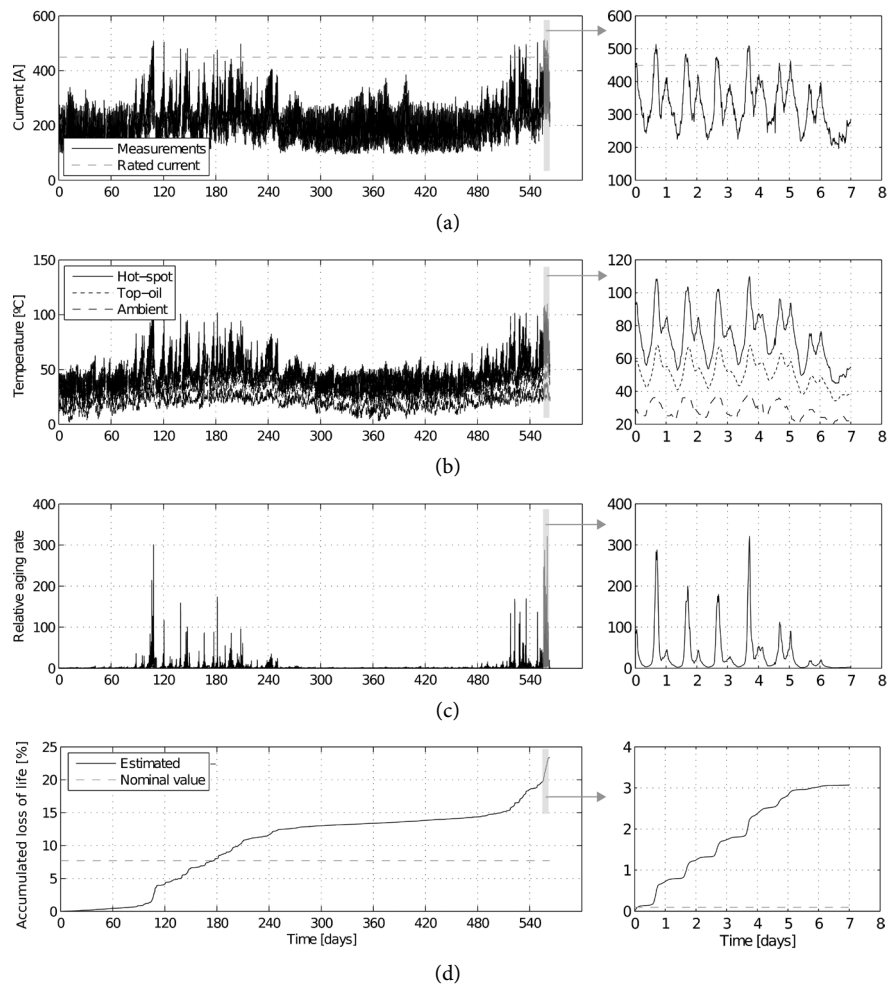 600
400
200
0
Current [A]
Measurements
Rated current
0 60 120 180 240 300 360 420 480 540
600
500
400
300
200
100
0 1 2 3 4 5 6 7 8
(a)
150
100
50
0
Temperature [ºC]
Hot-spot
Top-oil
Ambient
0 60 120 180 240 300 360 420 480 540
120
100
80
60
40
20
0 1 2 3 4 5 6 7 8
(b)
400
300
200
100
0
Relative aging rate
0 60 120 180 240 300 360 420 480 540
400
300
200
100
0
0 1 2 3 4 5 6 7 8
(c)
25
20
15
10
5
0
Accumulated loss of life [%]
Estimated
Nominal value
0 60 120 180 240 300 360 420 480 540
Time [days]
4
3
2
1
0
0 1 2 3 4 5 6 7 8
Time [days]
(d)